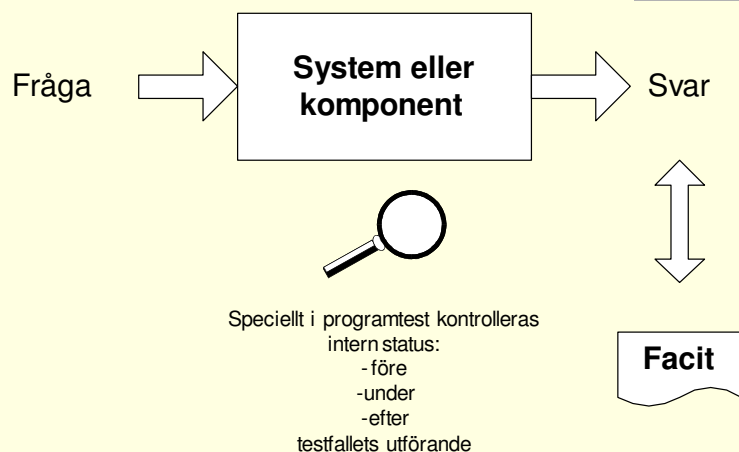 Fråga
System eller
komponent
Svar
Speciellt i programtest kontrolleras
intern status:
- före
-under
-efter
testfallets utförande
Facit